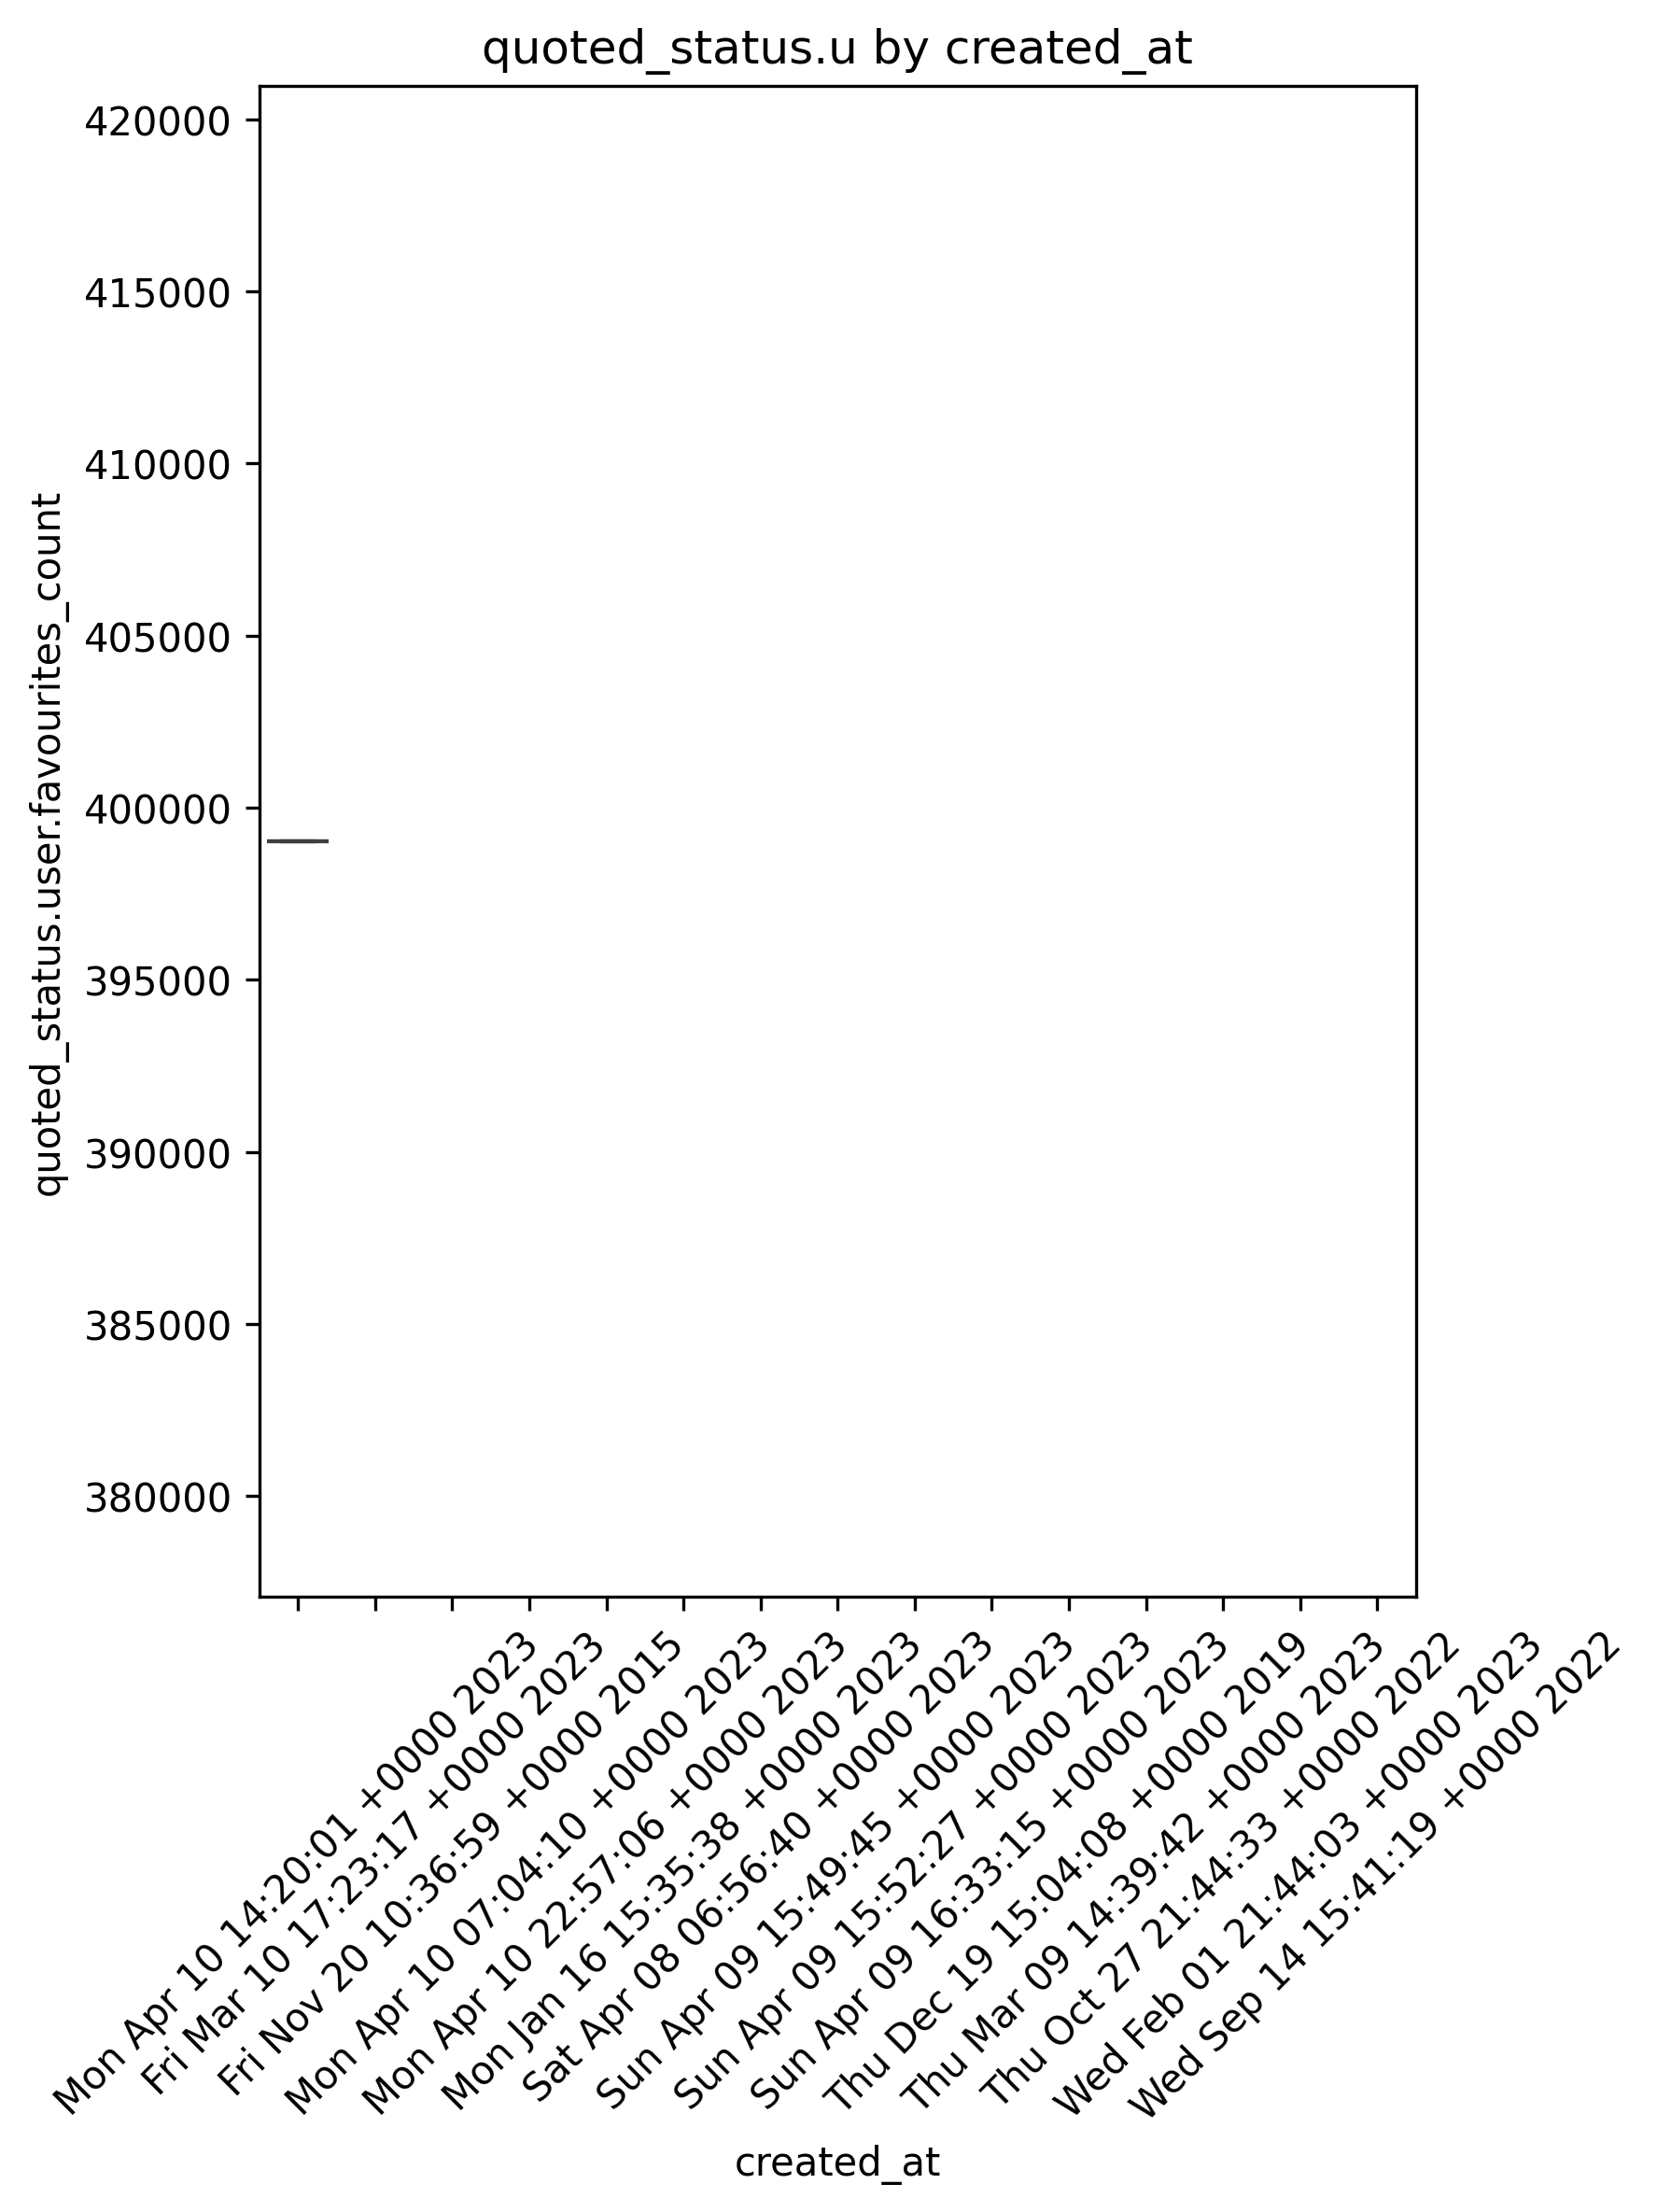 quoted_status.u by created_at
420000
415000
410000
405000
400000
395000
390000
385000
380000
quoted_status.user.favourites_count
Mon Apr 10 14:20:01 +0000 2023
Fri Mar 10 17:23:17 +0000 2023
Fri Nov 20 10:36:59 +0000 2015
Mon Apr 10 07:04:10 +0000 2023
Mon Apr 10 22:57:06 +0000 2023
Mon Jan 16 15:35:38 +0000 2023
Sat Apr 08 06:56:40 +0000 2023
Sun Apr 09 15:49:45 +0000 2023
Sun Apr 09 15:52:27 +0000 2023
Sun Apr 09 16:33:15 +0000 2023
Thu Dec 19 15:04:08 +0000 2019
Thu Mar 09 14:39:42 +0000 2023
Thu Oct 27 21:44:33 +0000 2022
Wed Feb 01 21:44:03 +0000 2023
Wed Sep 14 15:41:19 +0000 2022
created_at